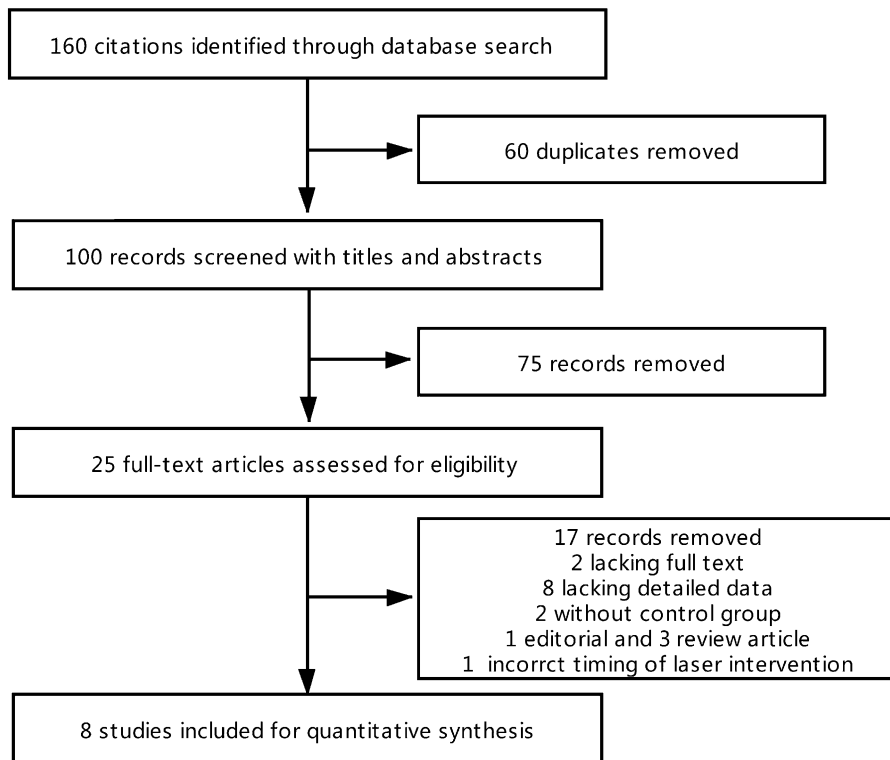 160 citations identified through database search
60 duplicates removed
100 records screened with titles and abstracts
75 records removed
25 full-text articles assessed for eligibility
17 records removed
2 lacking full text
8 lacking detailed data
2 without control group
1 editorial and 3 review article
1 incorrct timing of laser intervention
8 studies included for quantitative synthesis